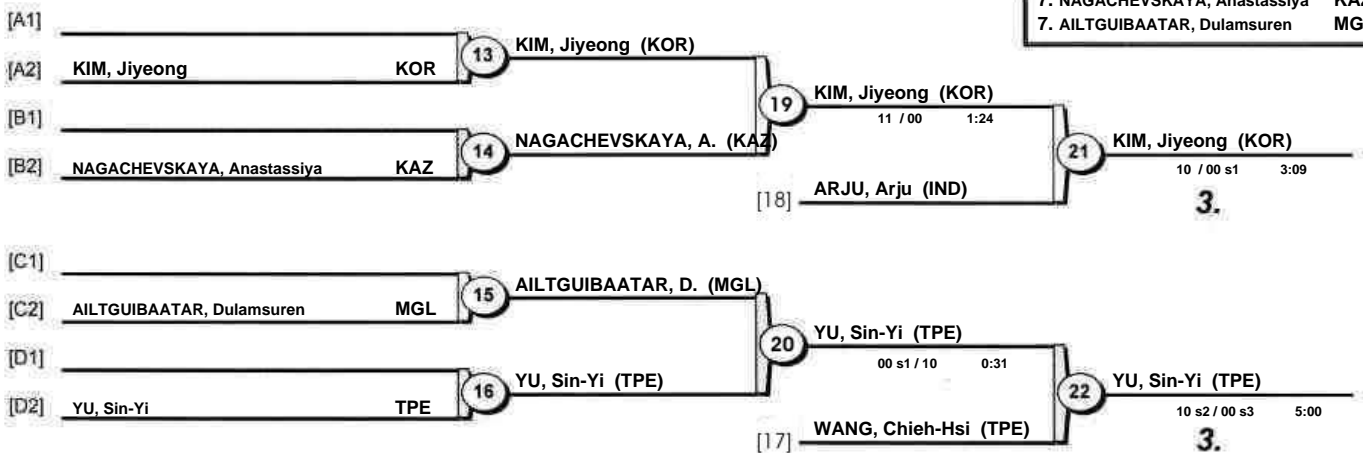 7. NAGACHEVSKAYA, Anastassiya KAZ
7. AILTGUIBAATAR, Dulamsuren MG
[A1]
[A2] KIM, Jiyeong KOR
13 KIM, Jiyeong (KOR)
[B1]
[B2] NAGACHEVSKAYA, Anastassiya KAZ
14 NAGACHEVSKAYA, A. (KAZ)
19 KIM, Jiyeong (KOR)
11 / 00 1:24
[18] ARJU, Arju (IND)
21 KIM, Jiyeong (KOR)
10 / 00 s1 3:09
3.
[C1]
[C2] AILTGUIBAATAR, Dulamsuren MGL
15 AILTGUIBAATAR, D. (MGL)
[D1]
[D2] YU, Sin-Yi TPE
16 YU, Sin-Yi (TPE)
20 YU, Sin-Yi (TPE)
00 s1 / 10 0:31
[17] WANG, Chieh-Hsi (TPE)
22 YU, Sin-Yi (TPE)
10 s2 / 00 s3 5:00
3.